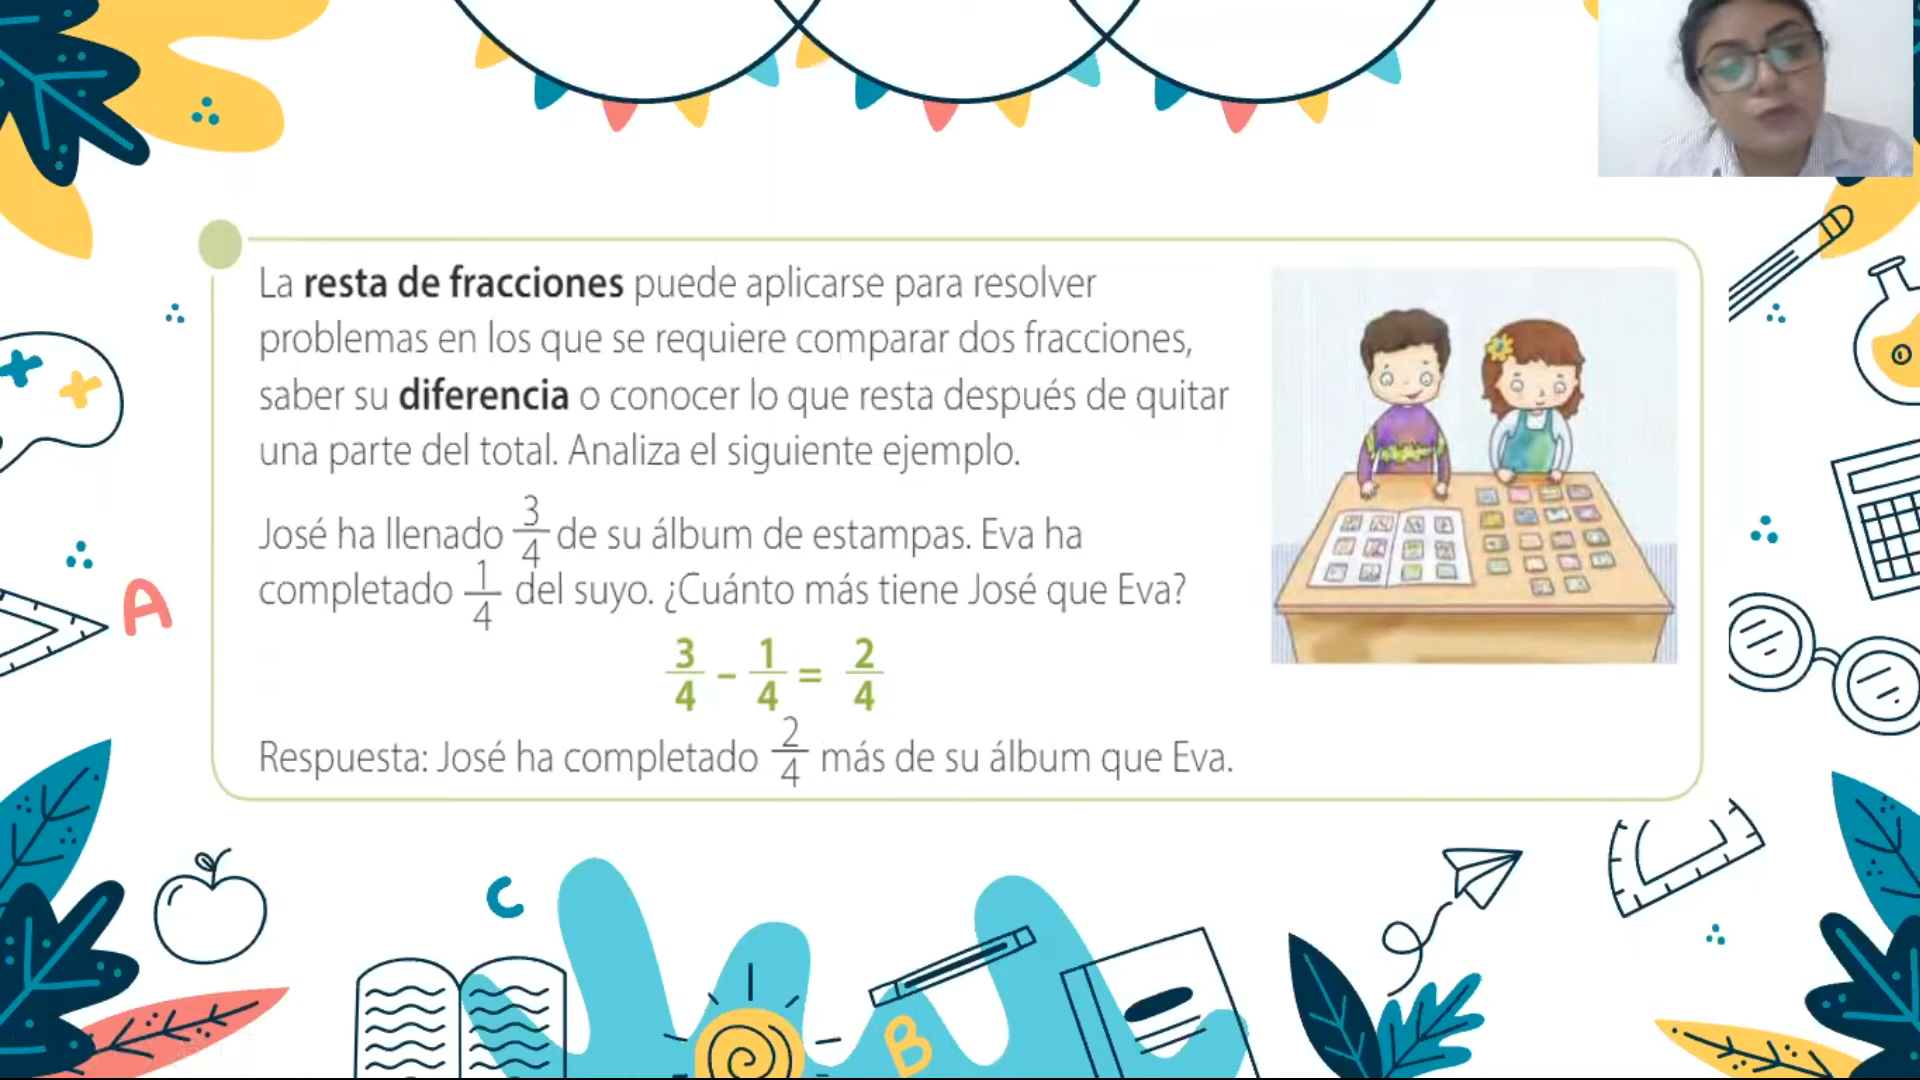 La resta de fracciones puede aplicarse para resolver
problemas en los que se requiere comparar dos fracciones,
saber su diferencia o conocer lo que resta después de quitar
una parte del total. Analiza el siguiente ejemplo.
José ha llenado 3/4 de su álbum de estampas. Eva ha
completado 1/4 del suyo. ¿Cuánto más tiene José que Eva?
3/4 - 1/4 = 2/4
Respuesta: José ha completado 2/4 más de su álbum que Eva.
A
C
B